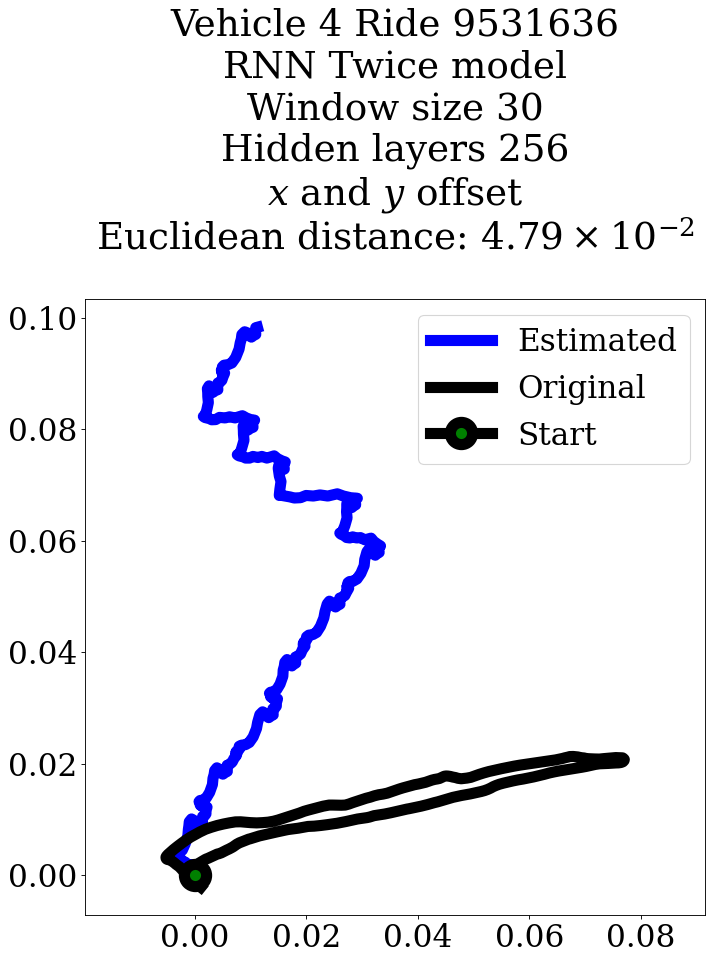 Vehicle 4 Ride 9531636
RNN Twice model
Window size 30
Hidden layers 256
x and y offset
Euclidean distance: 4.79 × 10⁻²
Estimated
Original
Start
0.10
0.08
0.06
0.04
0.02
0.00
0.00 0.02 0.04 0.06 0.08